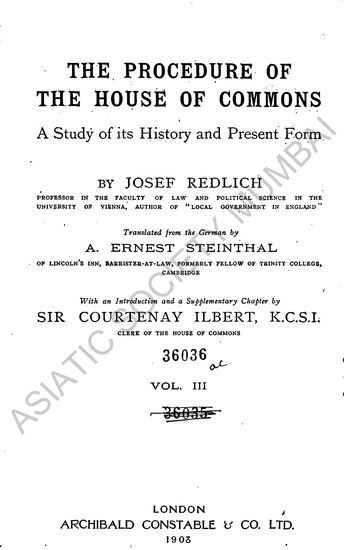 THE PROCEDURE OF
THE HOUSE OF COMMONS
A Study of its History and Present Form
BY JOSEF REDLICH
PROFESSOR IN THE FACULTY OF LAW AND POLITICAL SCIENCE IN THE
UNIVERSITY OF VIENNA, AUTHOR OF "LOCAL GOVERNMENT IN ENGLAND"
Translated from the German by
A. ERNEST STEINTHAL
OF LINCOLN'S INN, BARRISTER-AT-LAW, FORMERLY FELLOW OF TRINITY COLLEGE,
CAMBRIDGE
With an Introduction and a Supplementary Chapter by
SIR COURTENAY ILBERT, K.C.S.I.
CLERK OF THE HOUSE OF COMMONS
36036
VOL. III
36035
LONDON
ARCHIBALD CONSTABLE & CO. LTD.
1908
ASIATIC SOCIETY MUMBAI